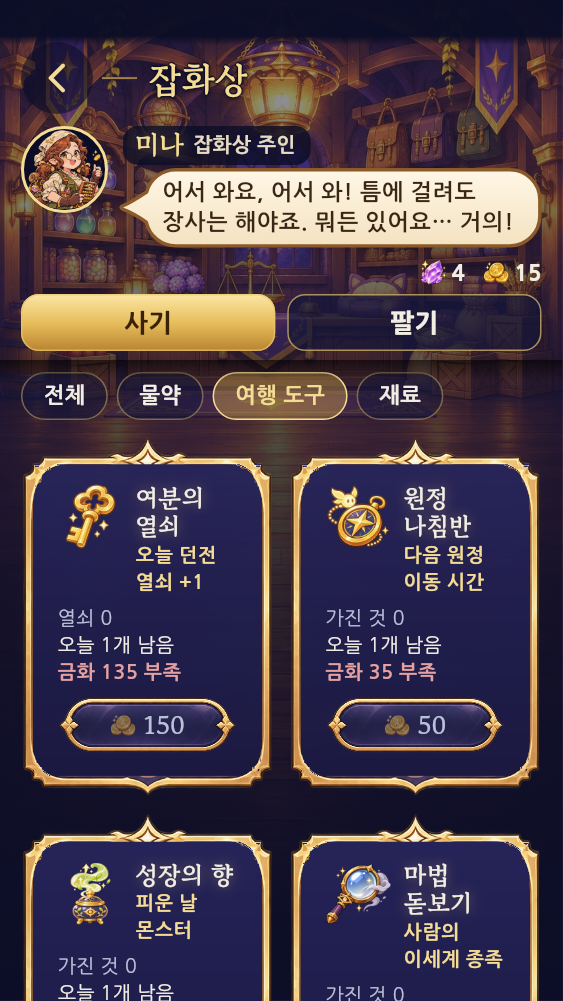 잡화상
미나 잡화상 주인
어서 와요, 어서 와! 틈에 걸려도
장사는 해야죠. 뭐든 있어요… 거의!
4 15
사기 팔기
전체 물약 여행 도구 재료
여분의
열쇠
오늘 던전
열쇠 +1
열쇠 0
오늘 1개 남음
금화 135 부족
150
원정
나침반
다음 원정
이동 시간
가진 것 0
오늘 1개 남음
금화 35 부족
50
성장의 향
피운 날
몬스터
가진 것 0
오늘 1개 남음
마법
돋보기
사람의
이세계 종족
가진 것 0